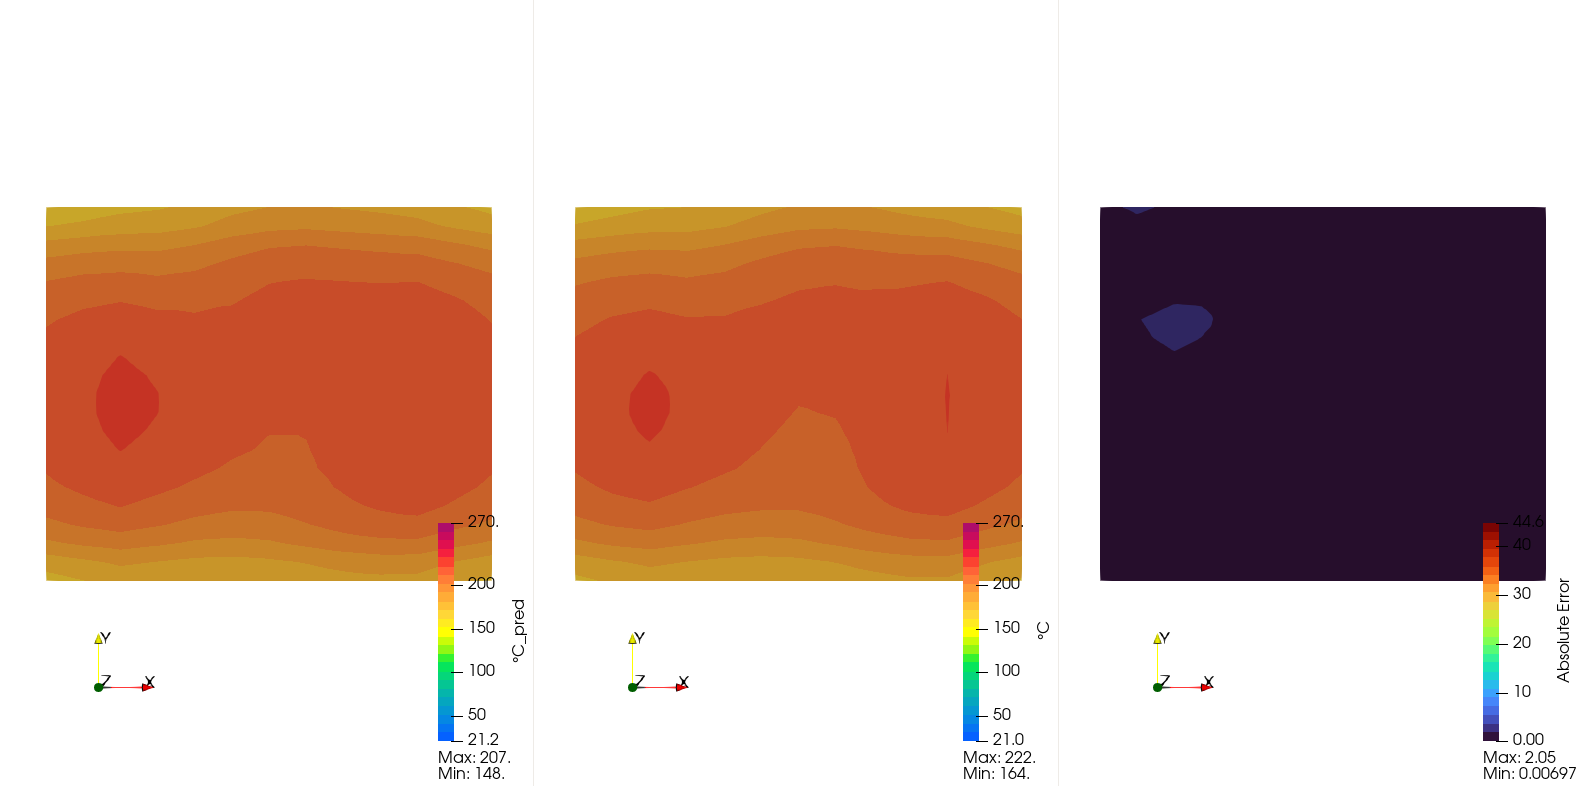 270.
200
150
100
50
21.2
°C_pred
Max: 207.
Min: 148.
Y
Z
X
270.
200
150
100
50
21.0
°C
Max: 222.
Min: 164.
Y
Z
X
44.6
40
30
20
10
0.00
Absolute Error
Max: 2.05
Min: 0.00697
Y
Z
X